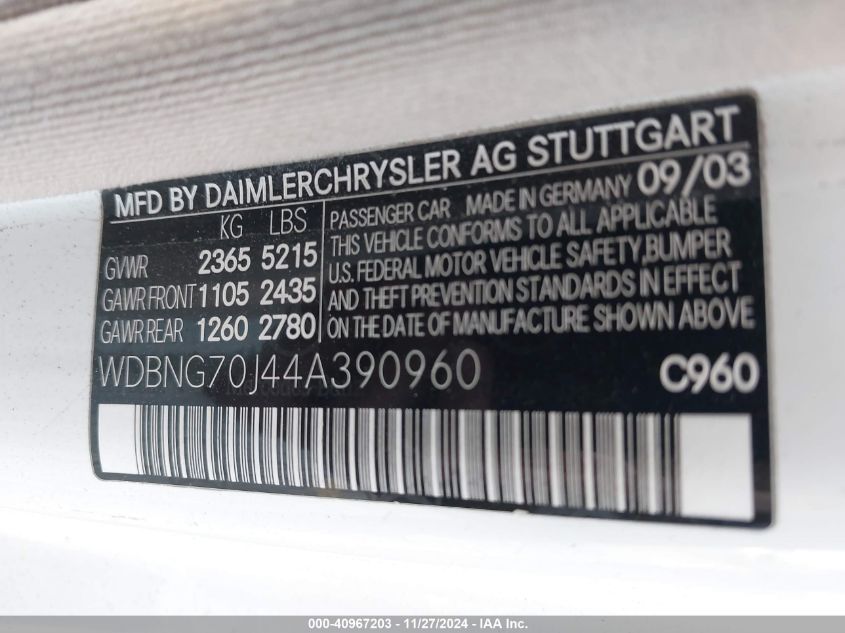 MFD BY DAIMLERCHRYSLER AG STUTTGART
KG LBS
GVWR 2365 5215
GAWR FRONT 1105 2435
GAWR REAR 1260 2780
PASSENGER CAR MADE IN GERMANY 09/03
THIS VEHICLE CONFORMS TO ALL APPLICABLE
U.S. FEDERAL MOTOR VEHICLE SAFETY, BUMPER
AND THEFT PREVENTION STANDARDS IN EFFECT
ON THE DATE OF MANUFACTURE SHOWN ABOVE
WDBNG70J44A390960 C960
000-40967203 - 11/27/2024 - IAA Inc.